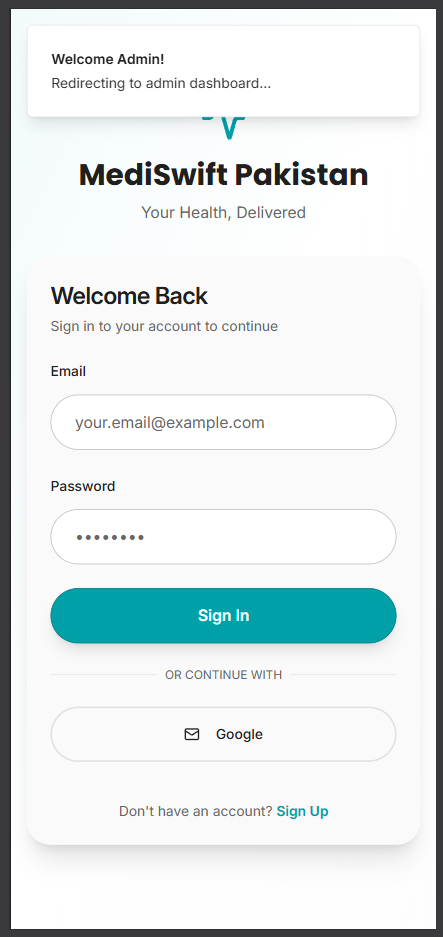 Welcome Admin!
Redirecting to admin dashboard...
MediSwift Pakistan
Your Health, Delivered
Welcome Back
Sign in to your account to continue
Email
your.email@example.com
Password
••••••••
Sign In
OR CONTINUE WITH
Google
Don't have an account? Sign Up